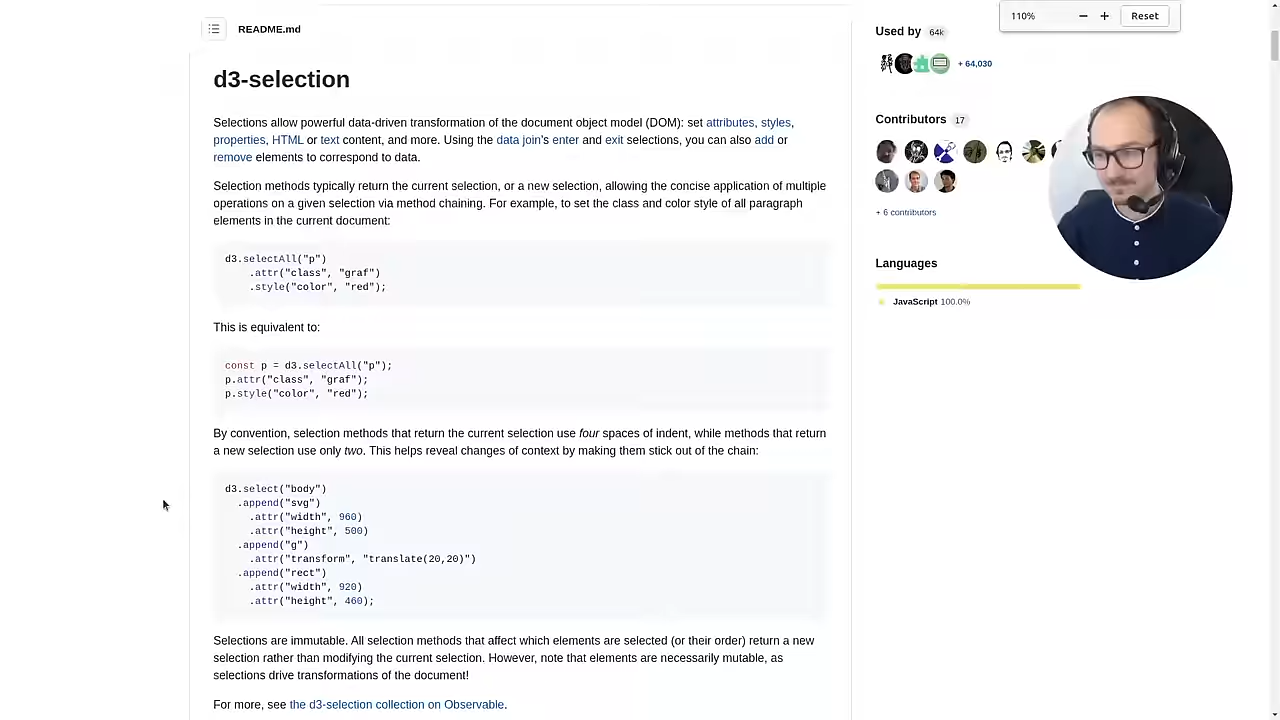 110%
Reset
README.md
d3-selection
Selections allow powerful data-driven transformation of the document object model (DOM): set attributes, styles,
properties, HTML or text content, and more. Using the data join's enter and exit selections, you can also add or
remove elements to correspond to data.
Selection methods typically return the current selection, or a new selection, allowing the concise application of multiple
operations on a given selection via method chaining. For example, to set the class and color style of all paragraph
elements in the current document:
d3.selectAll("p")
.attr("class", "graf")
.style("color", "red");
This is equivalent to:
const p = d3.selectAll("p");
p.attr("class", "graf");
p.style("color", "red");
By convention, selection methods that return the current selection use four spaces of indent, while methods that return
a new selection use only two. This helps reveal changes of context by making them stick out of the chain:
d3.select("body")
.append("svg")
.attr("width", 960)
.attr("height", 500)
.append("g")
.attr("transform", "translate(20,20)")
.append("rect")
.attr("width", 920)
.attr("height", 460);
Selections are immutable. All selection methods that affect which elements are selected (or their order) return a new
selection rather than modifying the current selection. However, note that elements are necessarily mutable, as
selections drive transformations of the document!
For more, see the d3-selection collection on Observable.
Used by 64k
+ 64,030
Contributors 17
+ 6 contributors
Languages
JavaScript 100.0%